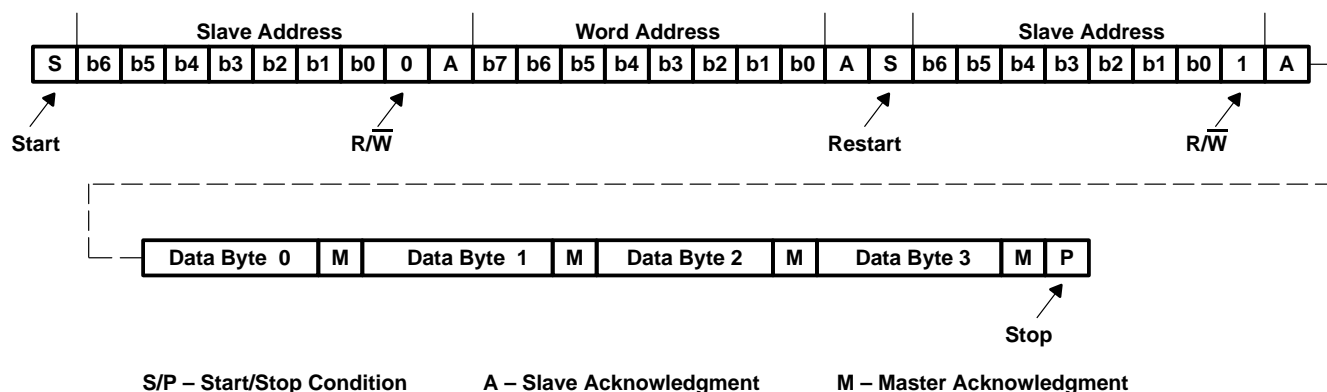 Slave Address Word Address Slave Address
S b6 b5 b4 b3 b2 b1 b0 0 A b7 b6 b5 b4 b3 b2 b1 b0 A S b6 b5 b4 b3 b2 b1 b0 1 A
Start R/W̅ Restart R/W̅
Data Byte 0 M Data Byte 1 M Data Byte 2 M Data Byte 3 M P
Stop
S/P – Start/Stop Condition A – Slave Acknowledgment M – Master Acknowledgment